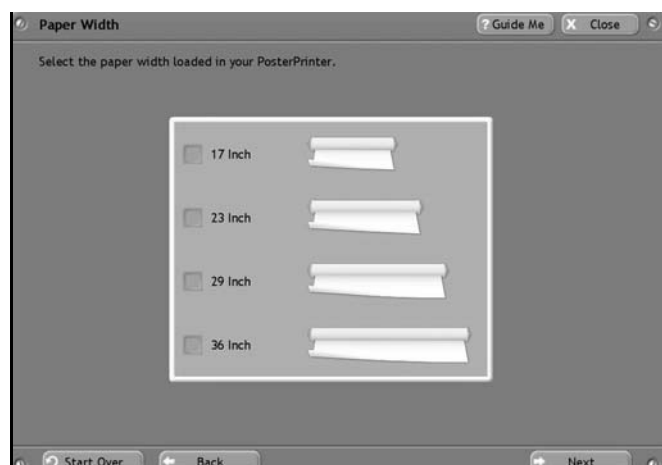 Paper Width
? Guide Me
X Close
Select the paper width loaded in your PosterPrinter.
17 Inch
23 Inch
29 Inch
36 Inch
Start Over
Back
Next